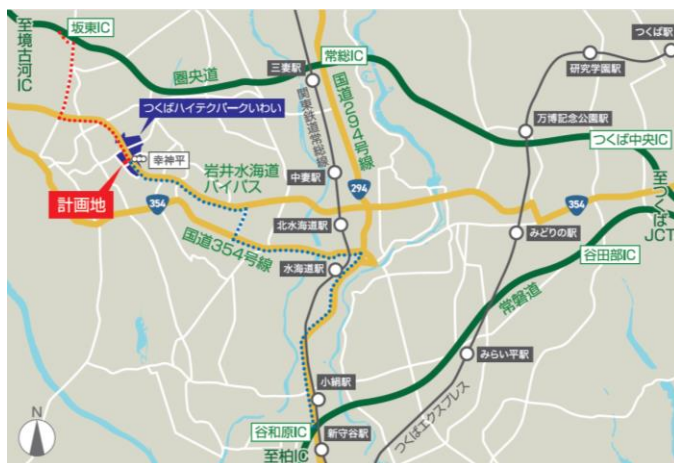 至境古河IC
坂東IC
圏央道
つくばハイテクパークいわい
幸神平
計画地
岩井水海道
バイパス
354
国道354号線
三妻駅
関東鉄道常総線
常総IC
国道294号線
294
中妻駅
北水海道駅
水海道駅
小絹駅
谷和原IC
新守谷駅
至柏IC
つくば駅
研究学園駅
万博記念公園駅
つくば中央IC
至つくばJCT
354
みどりの駅
谷田部IC
常磐道
みらい平駅
つくばエクスプレス
N